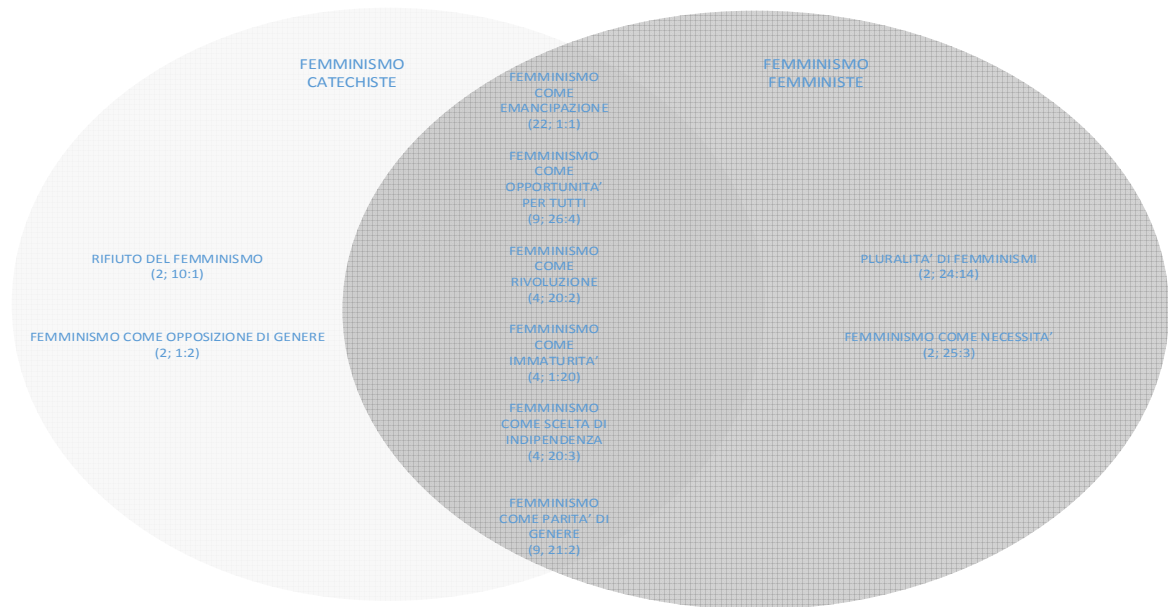 FEMMINISMO
CATECHISTE
RIFIUTO DEL FEMMINISMO
(2; 10:1)
FEMMINISMO COME OPPOSIZIONE DI GENERE
(2; 1:2)
FEMMINISMO
COME
EMANCIPAZIONE
(22; 1:1)
FEMMINISMO
COME
OPPORTUNITA’
PER TUTTI
(9; 26:4)
FEMMINISMO
COME
RIVOLUZIONE
(4; 20:2)
FEMMINISMO
COME
IMMATURITA’
(4; 1:20)
FEMMINISMO
COME SCELTA DI
INDIPENDENZA
(4; 20:3)
FEMMINISMO
COME PARITA’ DI
GENERE
(9, 21:2)
FEMMINISMO
FEMMINISTE
PLURALITA’ DI FEMMINISMI
(2; 24:14)
FEMMINISMO COME NECESSITA’
(2; 25:3)